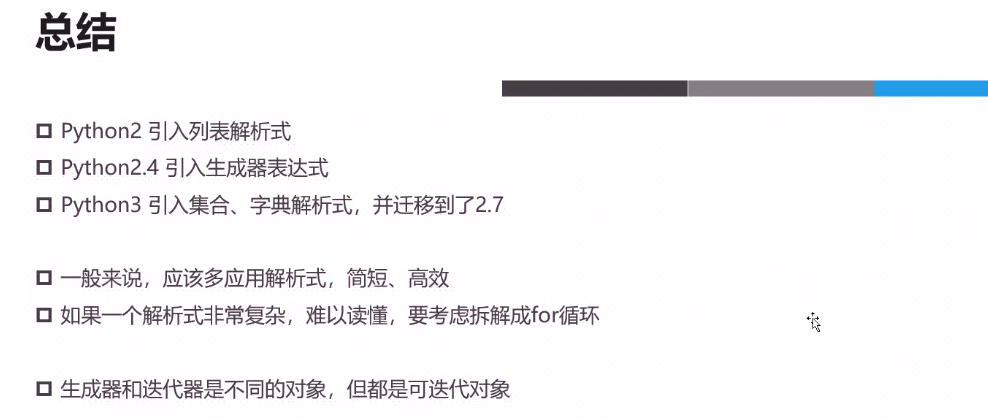 总结
Python2 引入列表解析式
Python2.4 引入生成器表达式
Python3 引入集合、字典解析式，并迁移到了2.7
一般来说，应该多应用解析式，简短、高效
如果一个解析式非常复杂，难以读懂，要考虑拆解成for循环
生成器和迭代器是不同的对象，但都是可迭代对象